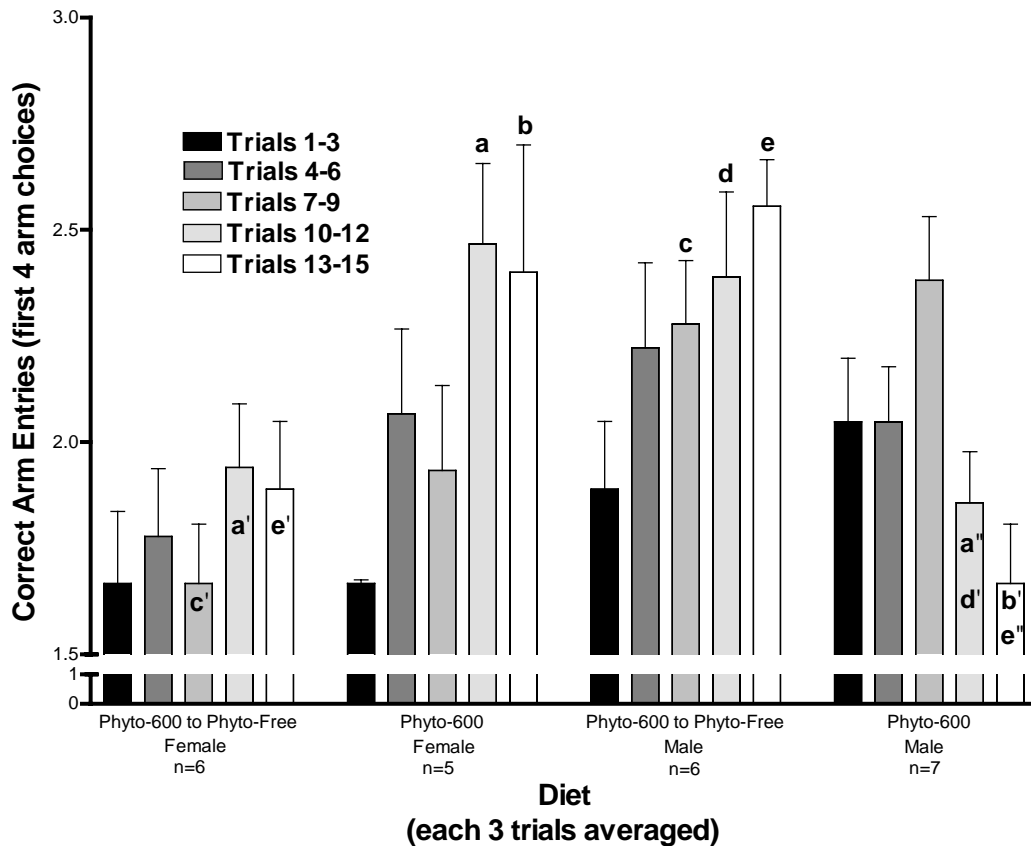 Correct Arm Entries (first 4 arm choices)
3.0
2.5
2.0
1.5
1
0
Trials 1-3
Trials 4-6
Trials 7-9
Trials 10-12
Trials 13-15
c'
a'
e'
a
b
c
d
e
a"
d'
b'
e"
Phyto-600 to Phyto-Free
Female
n=6
Phyto-600
Female
n=5
Phyto-600 to Phyto-Free
Male
n=6
Phyto-600
Male
n=7
Diet
(each 3 trials averaged)